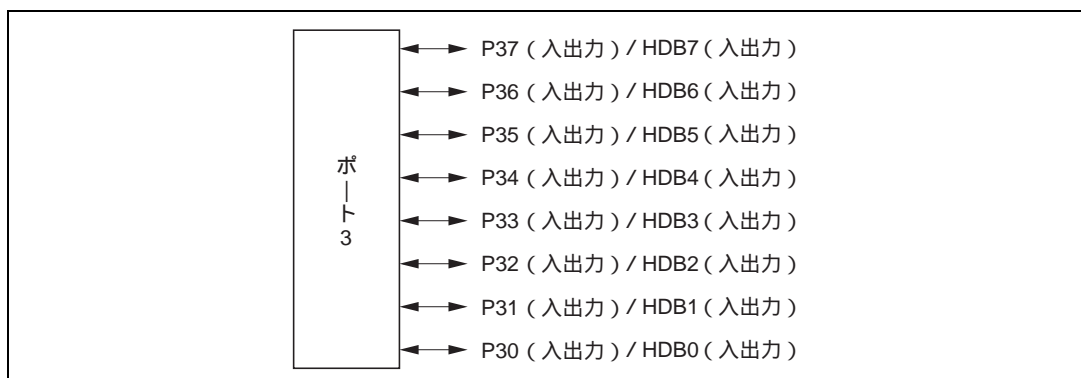 ポート3
P37（入出力）/ HDB7（入出力）
P36（入出力）/ HDB6（入出力）
P35（入出力）/ HDB5（入出力）
P34（入出力）/ HDB4（入出力）
P33（入出力）/ HDB3（入出力）
P32（入出力）/ HDB2（入出力）
P31（入出力）/ HDB1（入出力）
P30（入出力）/ HDB0（入出力）